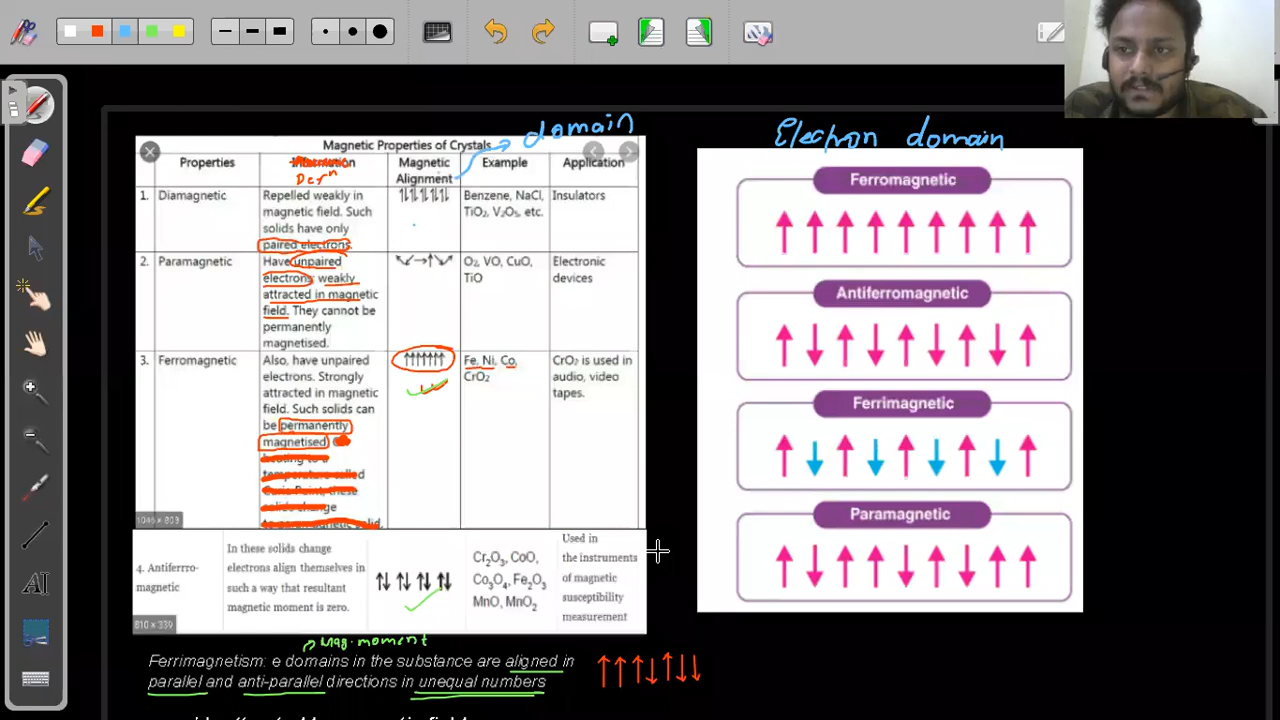 domain
Electron domain
Magnetic Properties of Crystals
Properties
Defn
Magnetic Alignment
Example
Application
1. Diamagnetic
Repelled weakly in
magnetic field. Such
solids have only
paired electrons.
Benzene, NaCl,
TiO₂, V₂O₅, etc.
Insulators
2. Paramagnetic
Have unpaired
electrons weakly
attracted in magnetic
field. They cannot be
permanently
magnetised.
O₂, VO, CuO,
TiO
Electronic
devices
3. Ferromagnetic
Also, have unpaired
electrons. Strongly
attracted in magnetic
field. Such solids can
be permanently
magnetised
Fe, Ni, Co,
CrO₂
CrO₂ is used in
audio, video
tapes.
1046 × 803
4. Antiferrro-
magnetic
In these solids change
electrons align themselves in
such a way that resultant
magnetic moment is zero.
Cr₂O₃, CoO,
Co₃O₄, Fe₂O₃
MnO, MnO₂
Used in
the instruments
of magnetic
susceptibility
measurement
810 × 339
Ferromagnetic
Antiferromagnetic
Ferrimagnetic
Paramagnetic
Mag. moment
Ferrimagnetism: e domains in the substance are aligned in
parallel and anti-parallel directions in unequal numbers